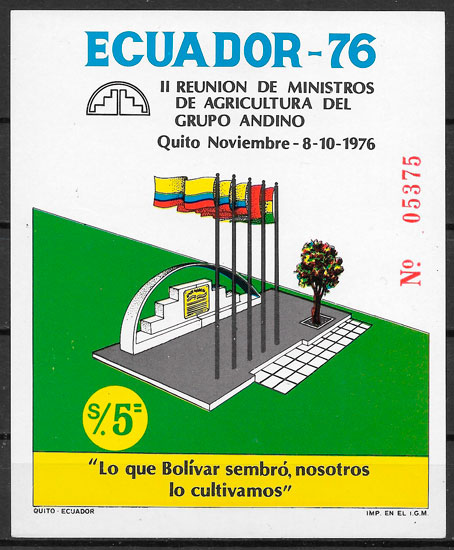 ECUADOR-76
II REUNION DE MINISTROS
DE AGRICULTURA DEL
GRUPO ANDINO
Quito Noviembre-8-10-1976
Nº 05375
S/.5=
"Lo que Bolívar sembró, nosotros
lo cultivamos"
QUITO - ECUADOR
IMP. EN EL I.G.M.